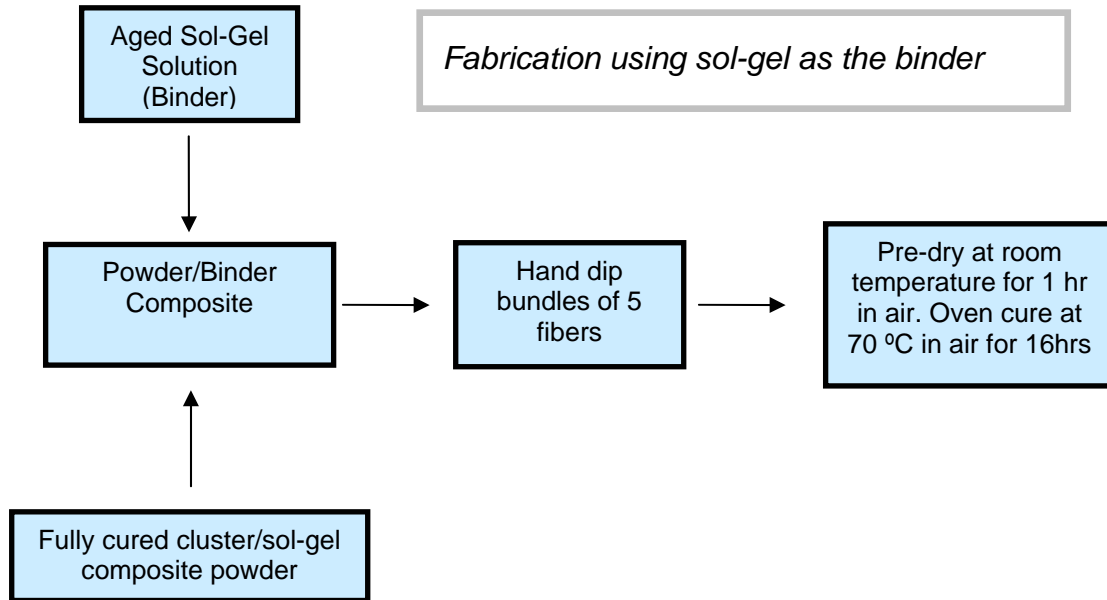 Aged Sol-Gel
Solution
(Binder)
Fabrication using sol-gel as the binder
Powder/Binder
Composite
Hand dip
bundles of 5
fibers
Pre-dry at room
temperature for 1 hr
in air. Oven cure at
70 ºC in air for 16hrs
Fully cured cluster/sol-gel
composite powder